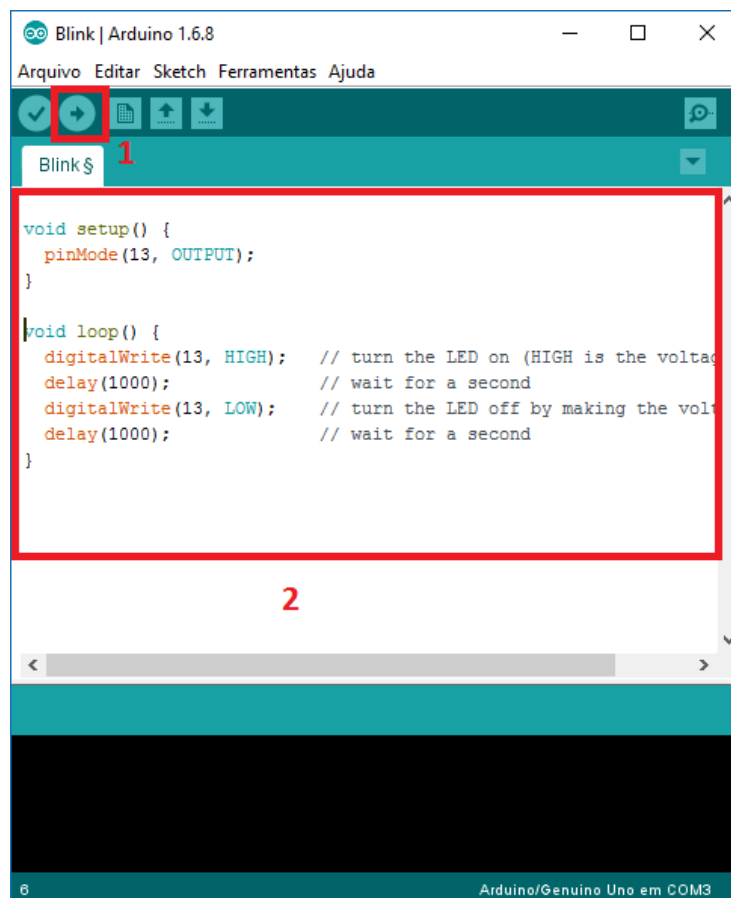 Blink | Arduino 1.6.8
Arquivo Editar Sketch Ferramentas Ajuda
1
Blink §
void setup() {
  pinMode(13, OUTPUT);
}
void loop() {
  digitalWrite(13, HIGH);   // turn the LED on (HIGH is the voltag
  delay(1000);              // wait for a second
  digitalWrite(13, LOW);    // turn the LED off by making the volt
  delay(1000);              // wait for a second
}
2
6 Arduino/Genuino Uno em COM3